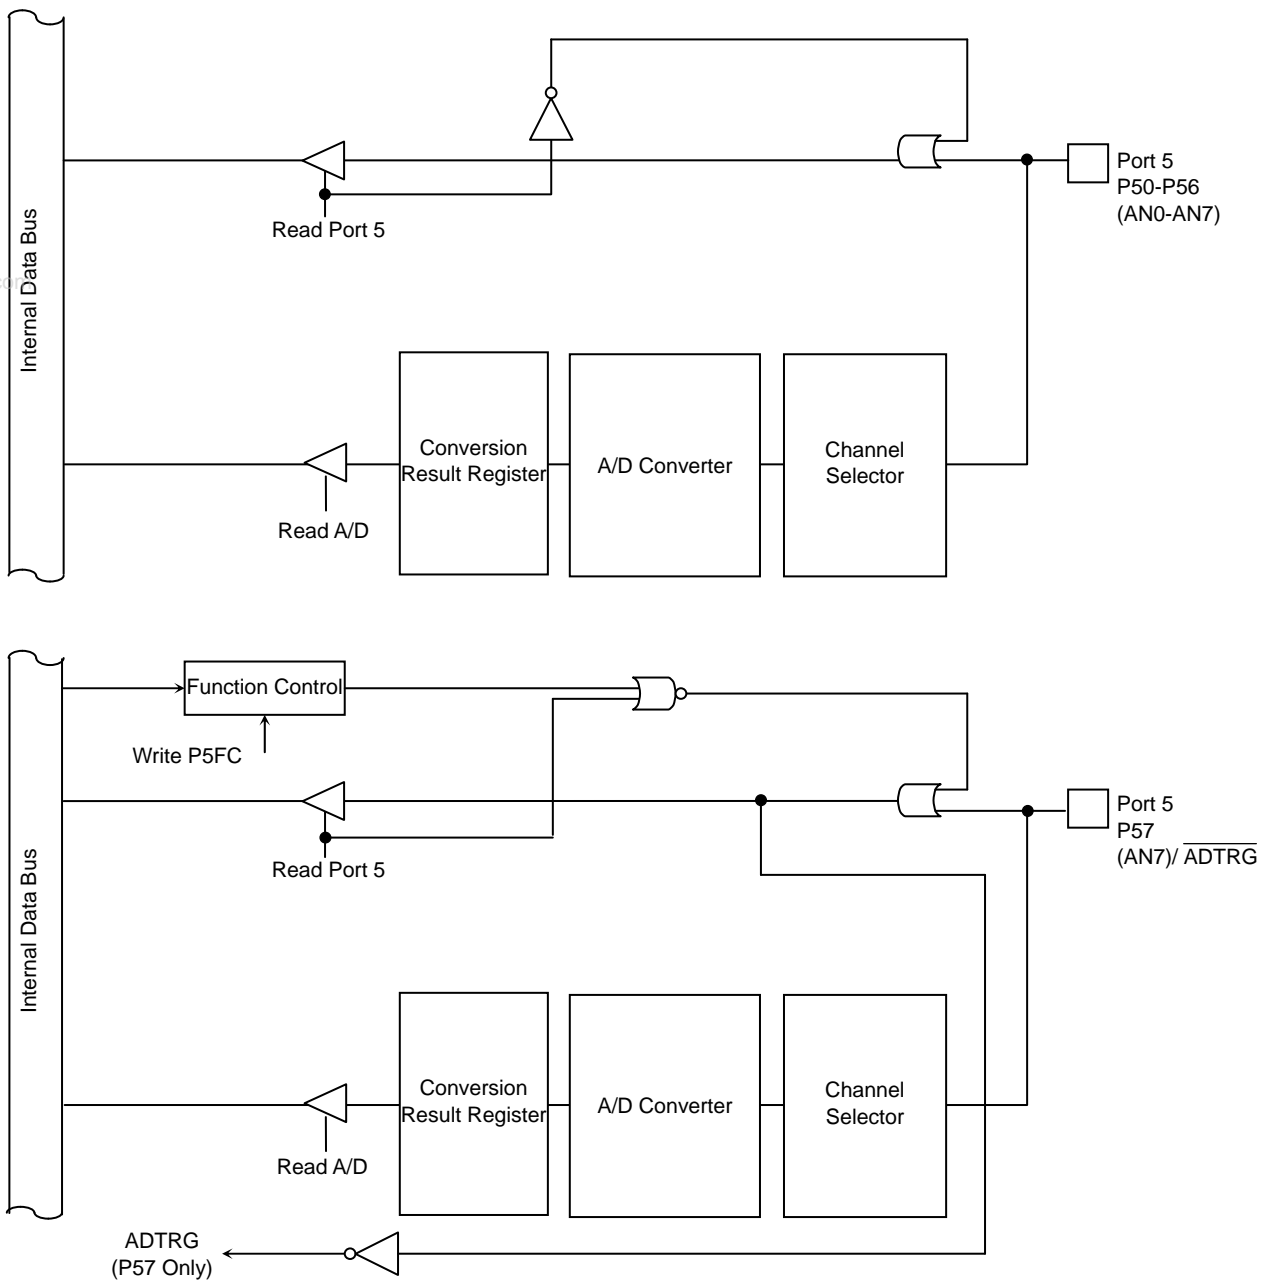 Port 5
P50-P56
(AN0-AN7)
Read Port 5
Internal Data Bus
Conversion
Result Register
A/D Converter
Channel
Selector
Read A/D
Function Control
Write P5FC
Port 5
P57
(AN7)/ ADTRG
Read Port 5
Internal Data Bus
Conversion
Result Register
A/D Converter
Channel
Selector
Read A/D
ADTRG
(P57 Only)